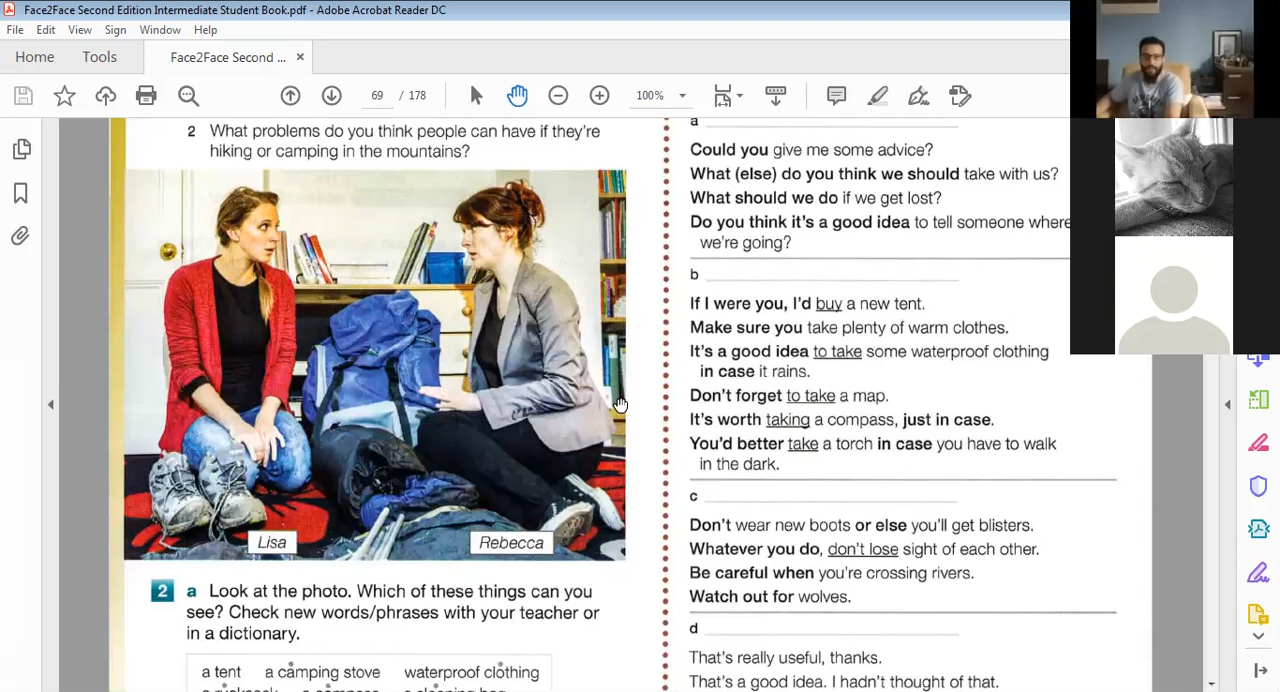 Face2Face Second Edition Intermediate Student Book.pdf - Adobe Acrobat Reader DC
File Edit View Sign Window Help
Home Tools Face2Face Second ... ×
69 / 178 100%
2 What problems do you think people can have if they're
hiking or camping in the mountains?
Lisa
Rebecca
2 a Look at the photo. Which of these things can you
see? Check new words/phrases with your teacher or
in a dictionary.
a tent a camping stove waterproof clothing
a rucksack a compass a sleeping bag
a
Could you give me some advice?
What (else) do you think we should take with us?
What should we do if we get lost?
Do you think it's a good idea to tell someone where
we're going?
b
If I were you, I'd buy a new tent.
Make sure you take plenty of warm clothes.
It's a good idea to take some waterproof clothing
in case it rains.
Don't forget to take a map.
It's worth taking a compass, just in case.
You'd better take a torch in case you have to walk
in the dark.
c
Don't wear new boots or else you'll get blisters.
Whatever you do, don't lose sight of each other.
Be careful when you're crossing rivers.
Watch out for wolves.
d
That's really useful, thanks.
That's a good idea. I hadn't thought of that.